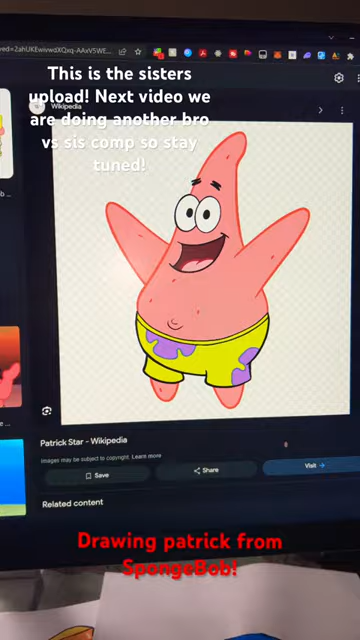 This is the sisters
upload! Next video we
are doing another bro
vs sis comp so stay
tuned!
Wikipedia
Patrick Star - Wikipedia
Images may be subject to copyright. Learn more
Save
Share
Visit
Related content
Drawing patrick from
SpongeBob!